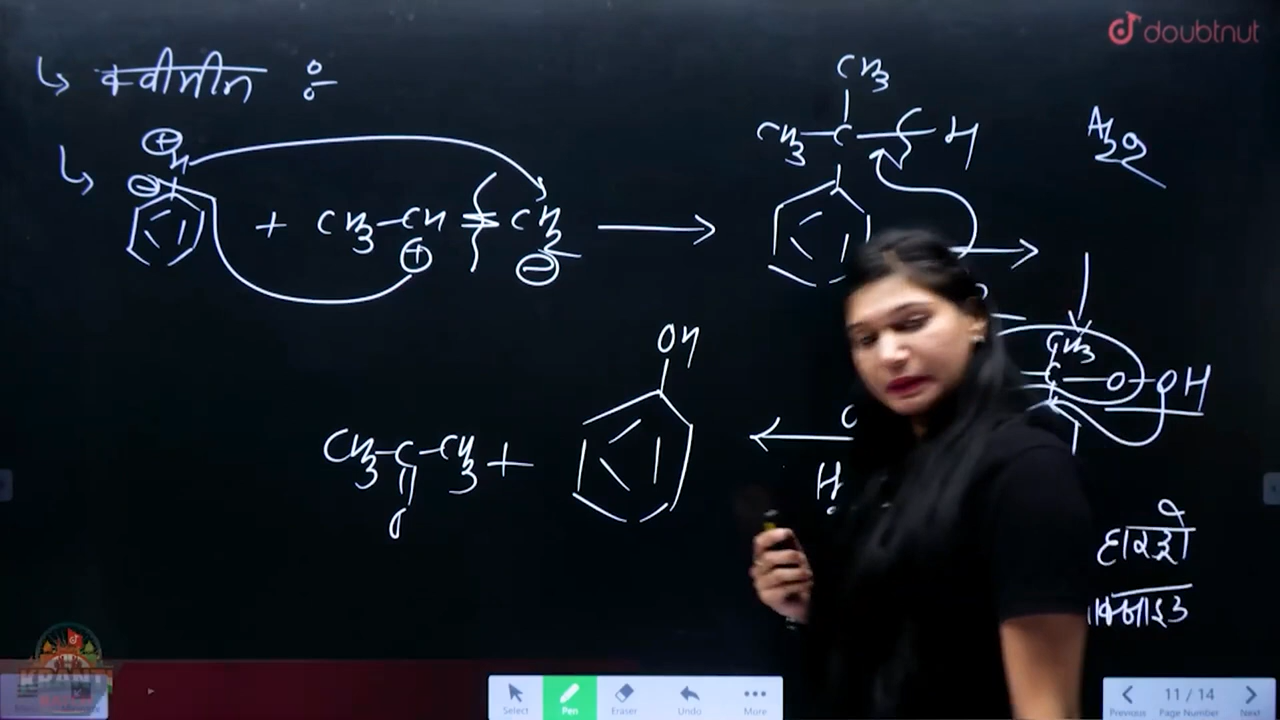 doubtnut
↳ क्वीमीन :
CH3
CH3 — C — H
⊕ H
⊖
+ CH3—CH = CH2 →
⊕ ⊖
CH3
C — O — OH
OH
CH3—C—CH3 +
O
H
Select Pen Eraser Undo More
11 / 14
Previous Page Number Next